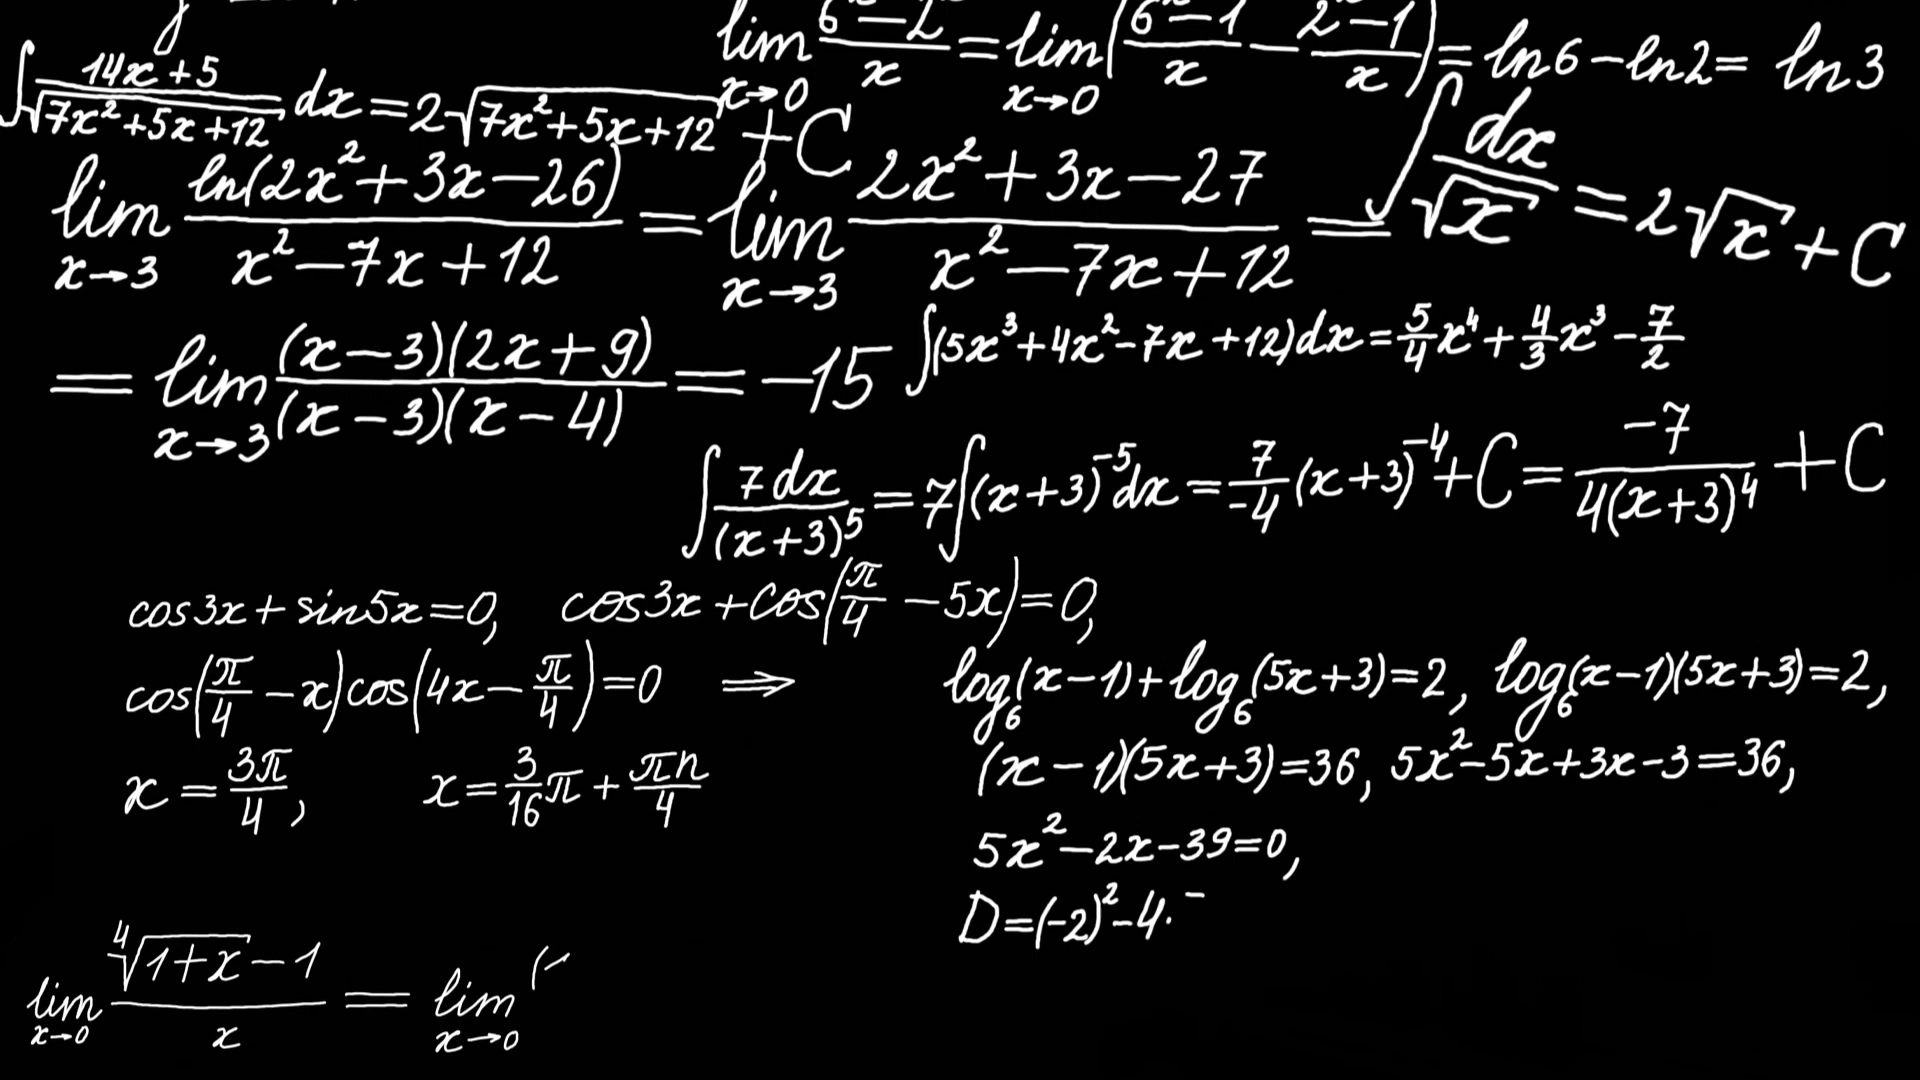 lim x→0 (6ˣ−2ˣ)/x = lim x→0 ((6ˣ−1)/x − (2ˣ−1)/x) = ln6−ln2 = ln3
∫ (14x+5)/√(7x²+5x+12) dx = 2√(7x²+5x+12) + C
∫ dx/√x = 2√x + C
lim x→3 ln(2x²+3x−26)/(x²−7x+12) = lim x→3 (2x²+3x−27)/(x²−7x+12) =
= lim x→3 (x−3)(2x+9)/((x−3)(x−4)) = −15
∫(5x³+4x²−7x+12)dx = 5/4 x⁴ + 4/3 x³ − 7/2
∫ 7dx/(x+3)⁵ = 7∫(x+3)⁻⁵dx = 7/−4 (x+3)⁻⁴ + C = −7/(4(x+3)⁴) + C
cos3x + sin5x = 0, cos3x + cos(π/4 − 5x) = 0,
cos(π/4 − x)cos(4x − π/4) = 0 ⇒
x = 3π/4, x = 3/16 π + πn/4
log₆(x−1) + log₆(5x+3) = 2, log₆(x−1)(5x+3) = 2,
(x−1)(5x+3) = 36, 5x²−5x+3x−3 = 36,
5x²−2x−39 = 0,
D = (−2)²−4·
lim x→0 (⁴√(1+x) − 1)/x = lim x→0 (